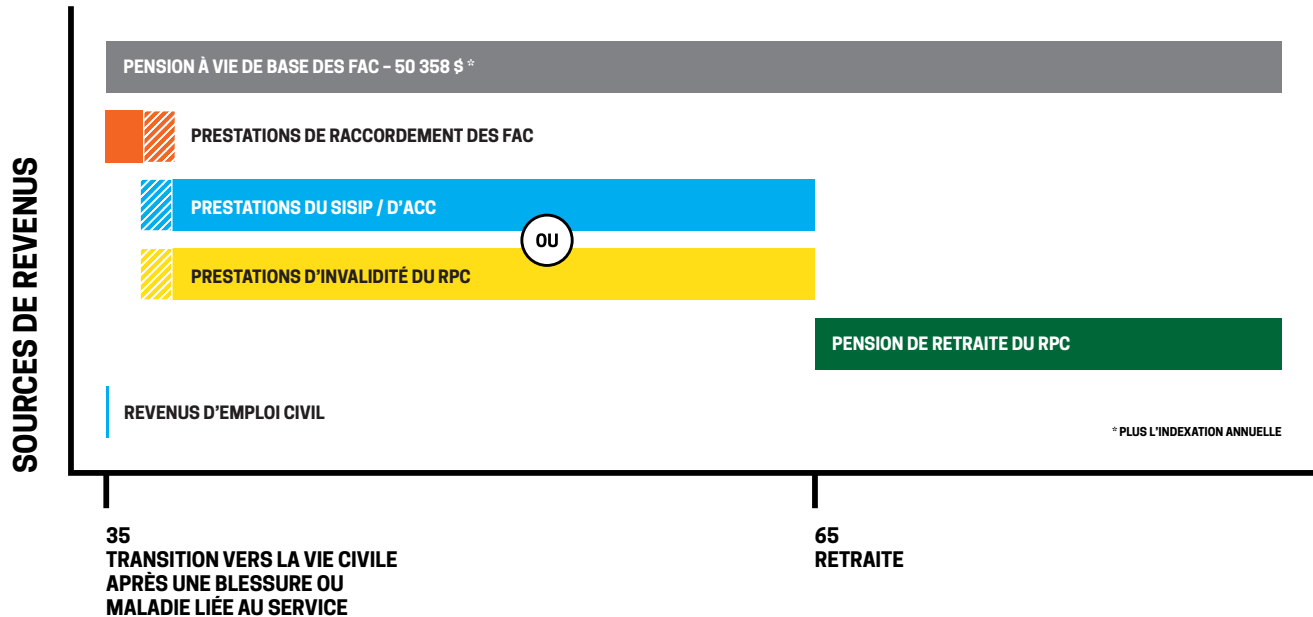 SOURCES DE REVENUS
PENSION À VIE DE BASE DES FAC – 50 358 $ *
PRESTATIONS DE RACCORDEMENT DES FAC
PRESTATIONS DU SISIP / D’ACC
OU
PRESTATIONS D’INVALIDITÉ DU RPC
PENSION DE RETRAITE DU RPC
REVENUS D’EMPLOI CIVIL
* PLUS L’INDEXATION ANNUELLE
35
TRANSITION VERS LA VIE CIVILE
APRÈS UNE BLESSURE OU
MALADIE LIÉE AU SERVICE
65
RETRAITE